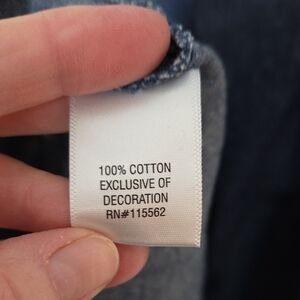 100% COTTON
EXCLUSIVE OF
DECORATION
RN#115562